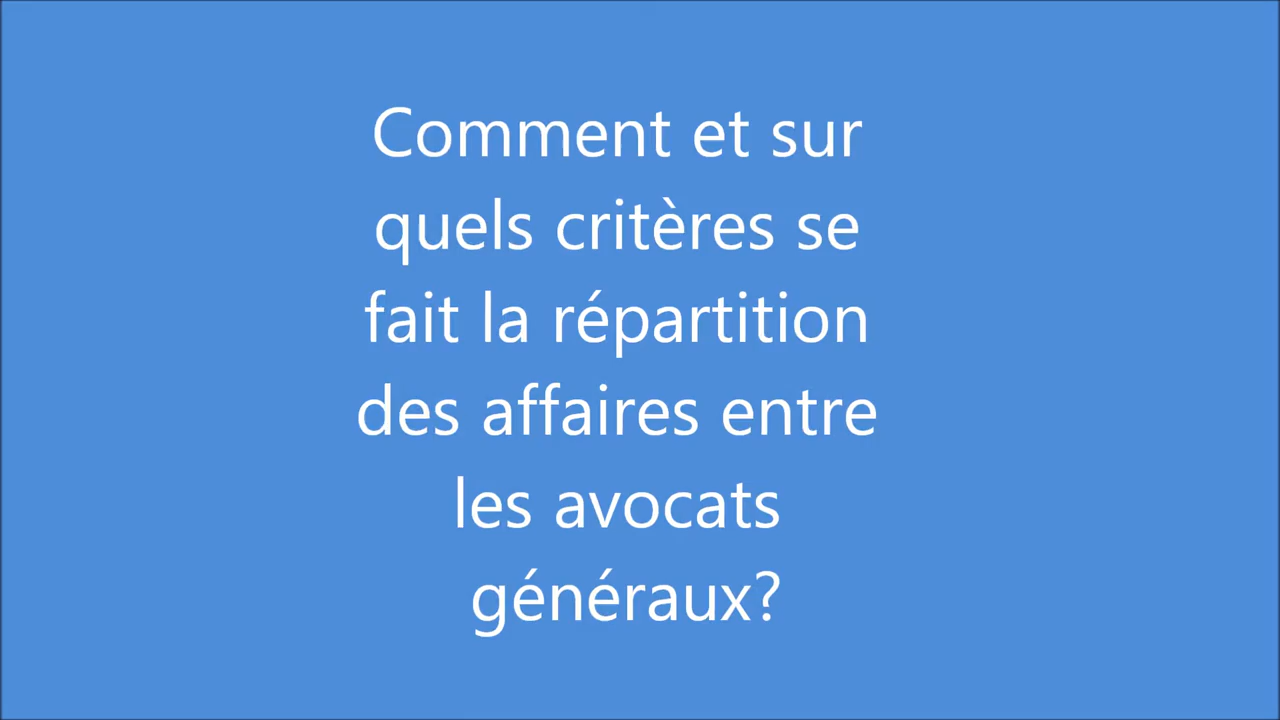 Comment et sur
quels critères se
fait la répartition
des affaires entre
les avocats
généraux?